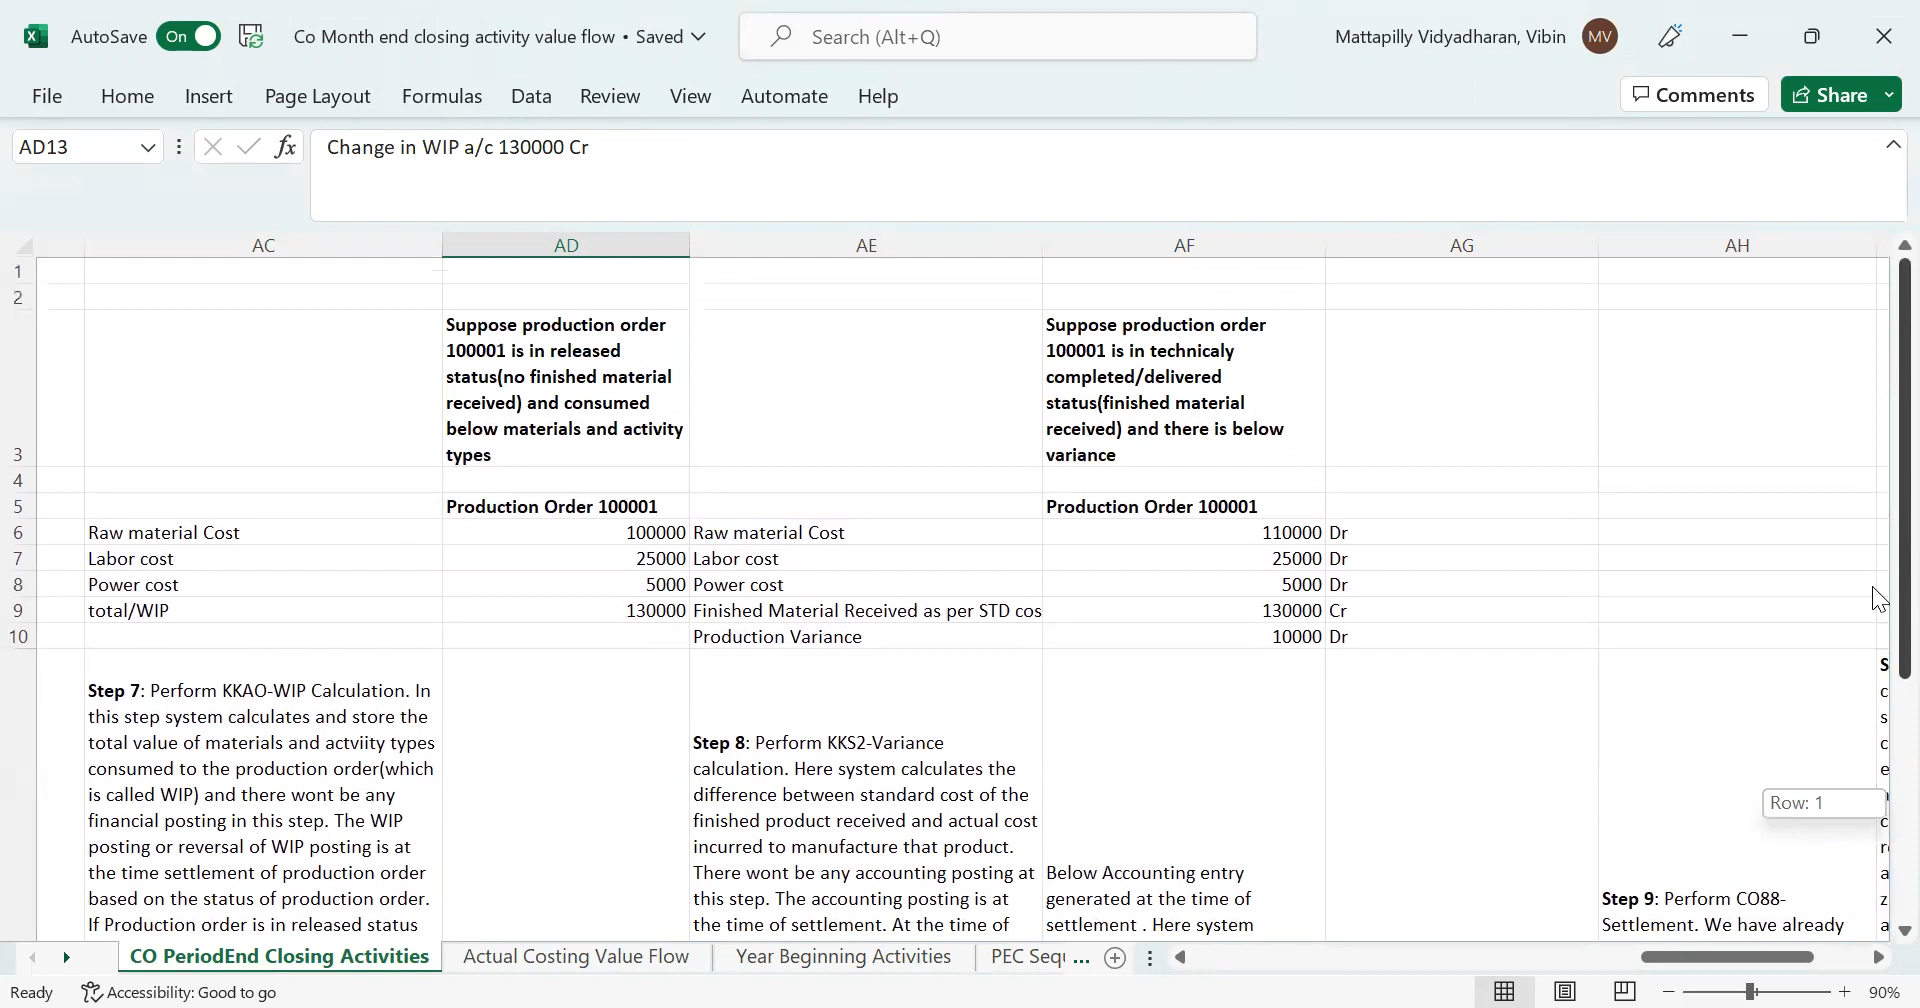 AutoSave On Co Month end closing activity value flow • Saved Search (Alt+Q) Mattapilly Vidyadharan, Vibin MV
File Home Insert Page Layout Formulas Data Review View Automate Help Comments Share
AD13 fx Change in WIP a/c 130000 Cr
AC AD AE AF AG AH
1
2
Suppose production order
100001 is in released
status(no finished material
received) and consumed
below materials and activity
types
Suppose production order
100001 is in technicaly
completed/delivered
status(finished material
received) and there is below
variance
3
4
5 Production Order 100001 Production Order 100001
6 Raw material Cost 100000 Raw material Cost 110000 Dr
7 Labor cost 25000 Labor cost 25000 Dr
8 Power cost 5000 Power cost 5000 Dr
9 total/WIP 130000 Finished Material Received as per STD cos 130000 Cr
10 Production Variance 10000 Dr
Step 7: Perform KKAO-WIP Calculation. In
this step system calculates and store the
total value of materials and actviity types
consumed to the production order(which
is called WIP) and there wont be any
financial posting in this step. The WIP
posting or reversal of WIP posting is at
the time settlement of production order
based on the status of production order.
If Production order is in released status
Step 8: Perform KKS2-Variance
calculation. Here system calculates the
difference between standard cost of the
finished product received and actual cost
incurred to manufacture that product.
There wont be any accounting posting at
this step. The accounting posting is at
the time of settlement. At the time of
Below Accounting entry
generated at the time of
settlement . Here system
Step 9: Perform CO88-
Settlement. We have already
S
c
s
c
e
c
r
a
z
a
Row: 1
CO PeriodEnd Closing Activities Actual Costing Value Flow Year Beginning Activities PEC Sequ ...
Ready Accessibility: Good to go 90%